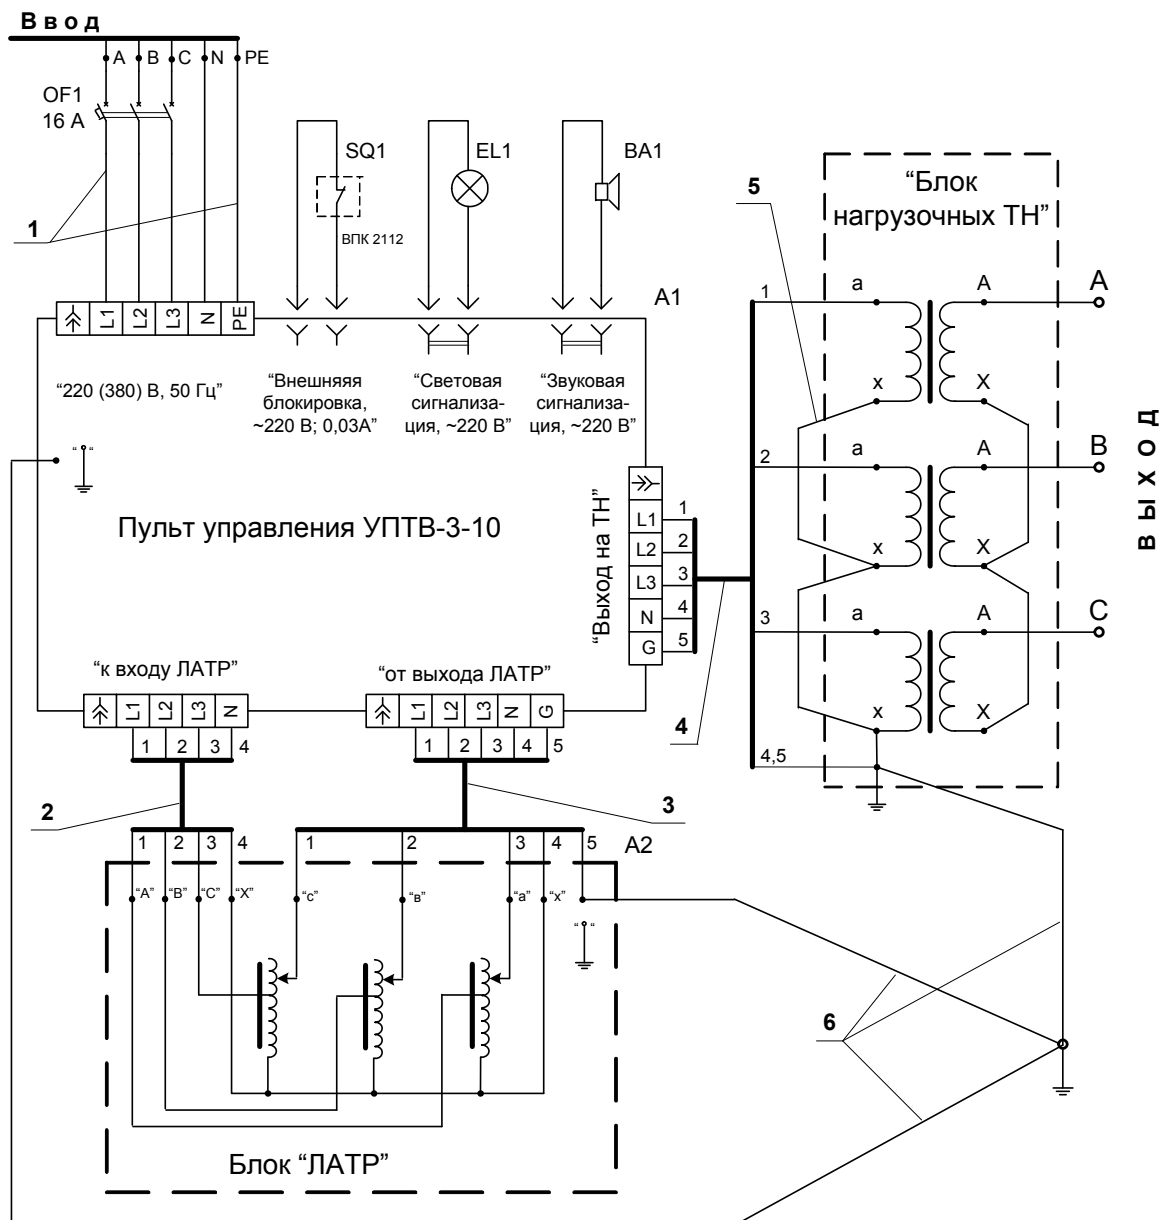 Ввод
A B C N PE
OF1
16 A
1
SQ1
ВПК 2112
EL1
BA1
A1
L1 L2 L3 N PE
“220 (380) В, 50 Гц”
“Внешняяя
блокировка,
~220 В; 0,03А”
“Световая
сигнализа-
ция, ~220 В”
“Звуковая
сигнализа-
ция, ~220 В”
“ “
Пульт управления УПТВ-3-10
“Выход на ТН”
L1 1
L2 2
L3 3
N 4
G 5
4
“к входу ЛАТР”
L1 L2 L3 N
1 2 3 4
“от выхода ЛАТР”
L1 L2 L3 N G
1 2 3 4 5
2
3
5
“Блок
нагрузочных ТН”
1 a A A
x X
2 a A B
x X
3 a A C
x X
4,5
ВЫХОД
1 2 3 4 1 2 3 4 5
A2
“A” “B” “C” “X” “c” “в” “a” “x”
“ “
Блок “ЛАТР”
6